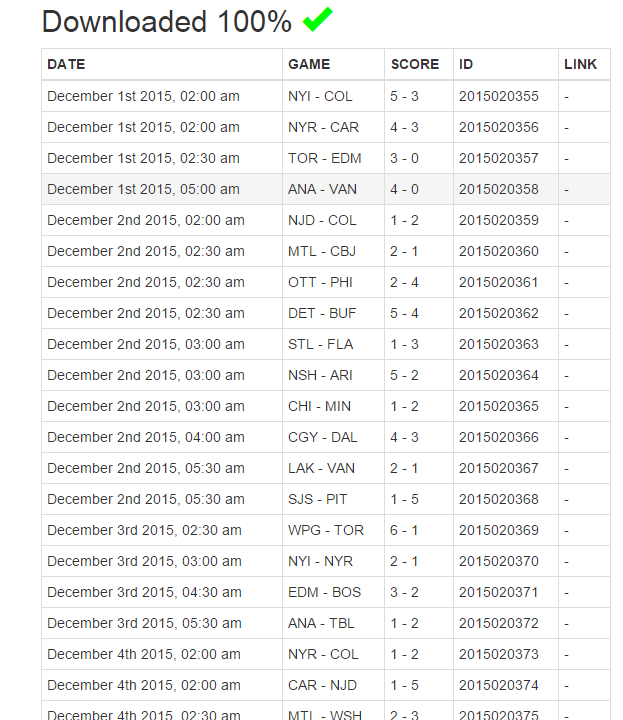 Downloaded 100%
DATE GAME SCORE ID LINK
December 1st 2015, 02:00 am NYI - COL 5 - 3 2015020355 -
December 1st 2015, 02:00 am NYR - CAR 4 - 3 2015020356 -
December 1st 2015, 02:30 am TOR - EDM 3 - 0 2015020357 -
December 1st 2015, 05:00 am ANA - VAN 4 - 0 2015020358 -
December 2nd 2015, 02:00 am NJD - COL 1 - 2 2015020359 -
December 2nd 2015, 02:30 am MTL - CBJ 2 - 1 2015020360 -
December 2nd 2015, 02:30 am OTT - PHI 2 - 4 2015020361 -
December 2nd 2015, 02:30 am DET - BUF 5 - 4 2015020362 -
December 2nd 2015, 03:00 am STL - FLA 1 - 3 2015020363 -
December 2nd 2015, 03:00 am NSH - ARI 5 - 2 2015020364 -
December 2nd 2015, 03:00 am CHI - MIN 1 - 2 2015020365 -
December 2nd 2015, 04:00 am CGY - DAL 4 - 3 2015020366 -
December 2nd 2015, 05:30 am LAK - VAN 2 - 1 2015020367 -
December 2nd 2015, 05:30 am SJS - PIT 1 - 5 2015020368 -
December 3rd 2015, 02:30 am WPG - TOR 6 - 1 2015020369 -
December 3rd 2015, 03:00 am NYI - NYR 2 - 1 2015020370 -
December 3rd 2015, 04:30 am EDM - BOS 3 - 2 2015020371 -
December 3rd 2015, 05:30 am ANA - TBL 1 - 2 2015020372 -
December 4th 2015, 02:00 am NYR - COL 1 - 2 2015020373 -
December 4th 2015, 02:00 am CAR - NJD 1 - 5 2015020374 -
December 4th 2015, 02:30 am MTL - WSH 2 - 3 2015020375 -